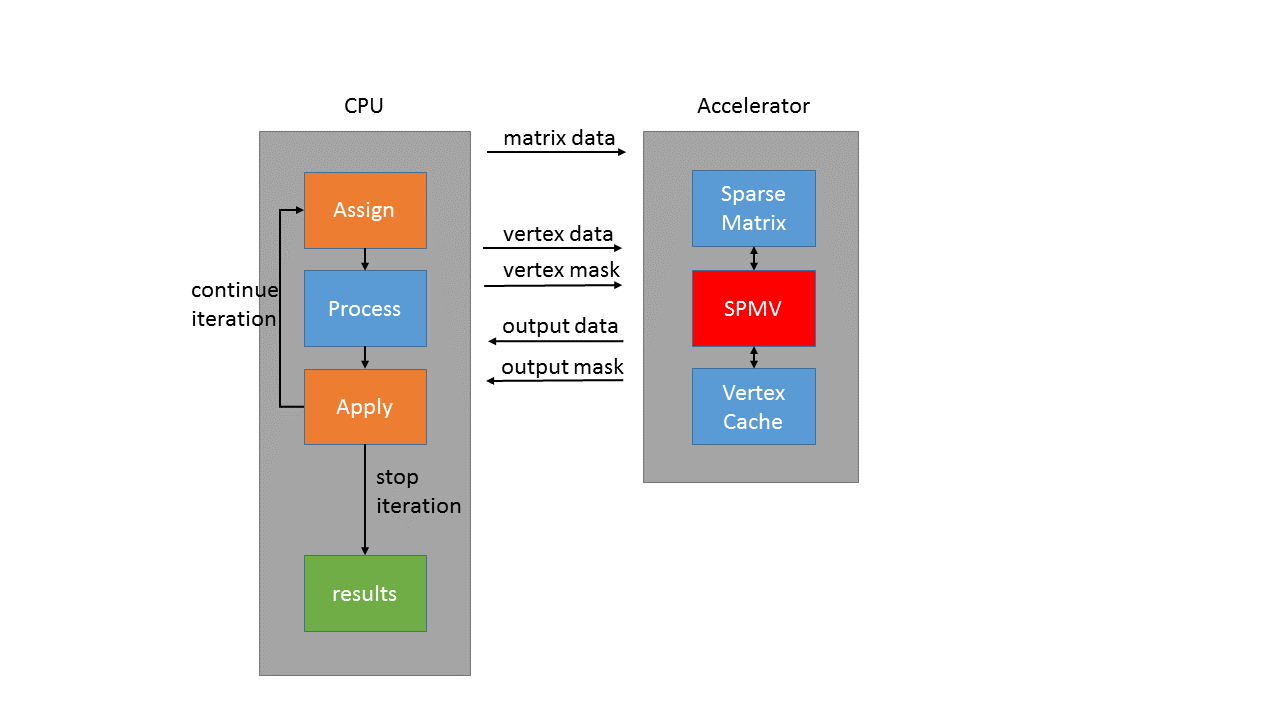 CPU
Accelerator
matrix data
Assign
Sparse
Matrix
vertex data
vertex mask
continue
iteration
Process
SPMV
output data
output mask
Apply
Vertex
Cache
stop
iteration
results